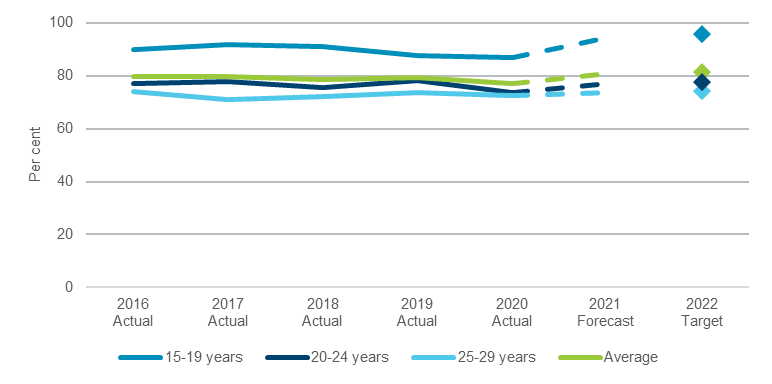 100
80
60
40
20
0
Per cent
2016 2017 2018 2019 2020 2021 2022
Actual Actual Actual Actual Actual Forecast Target
15-19 years 20-24 years 25-29 years Average